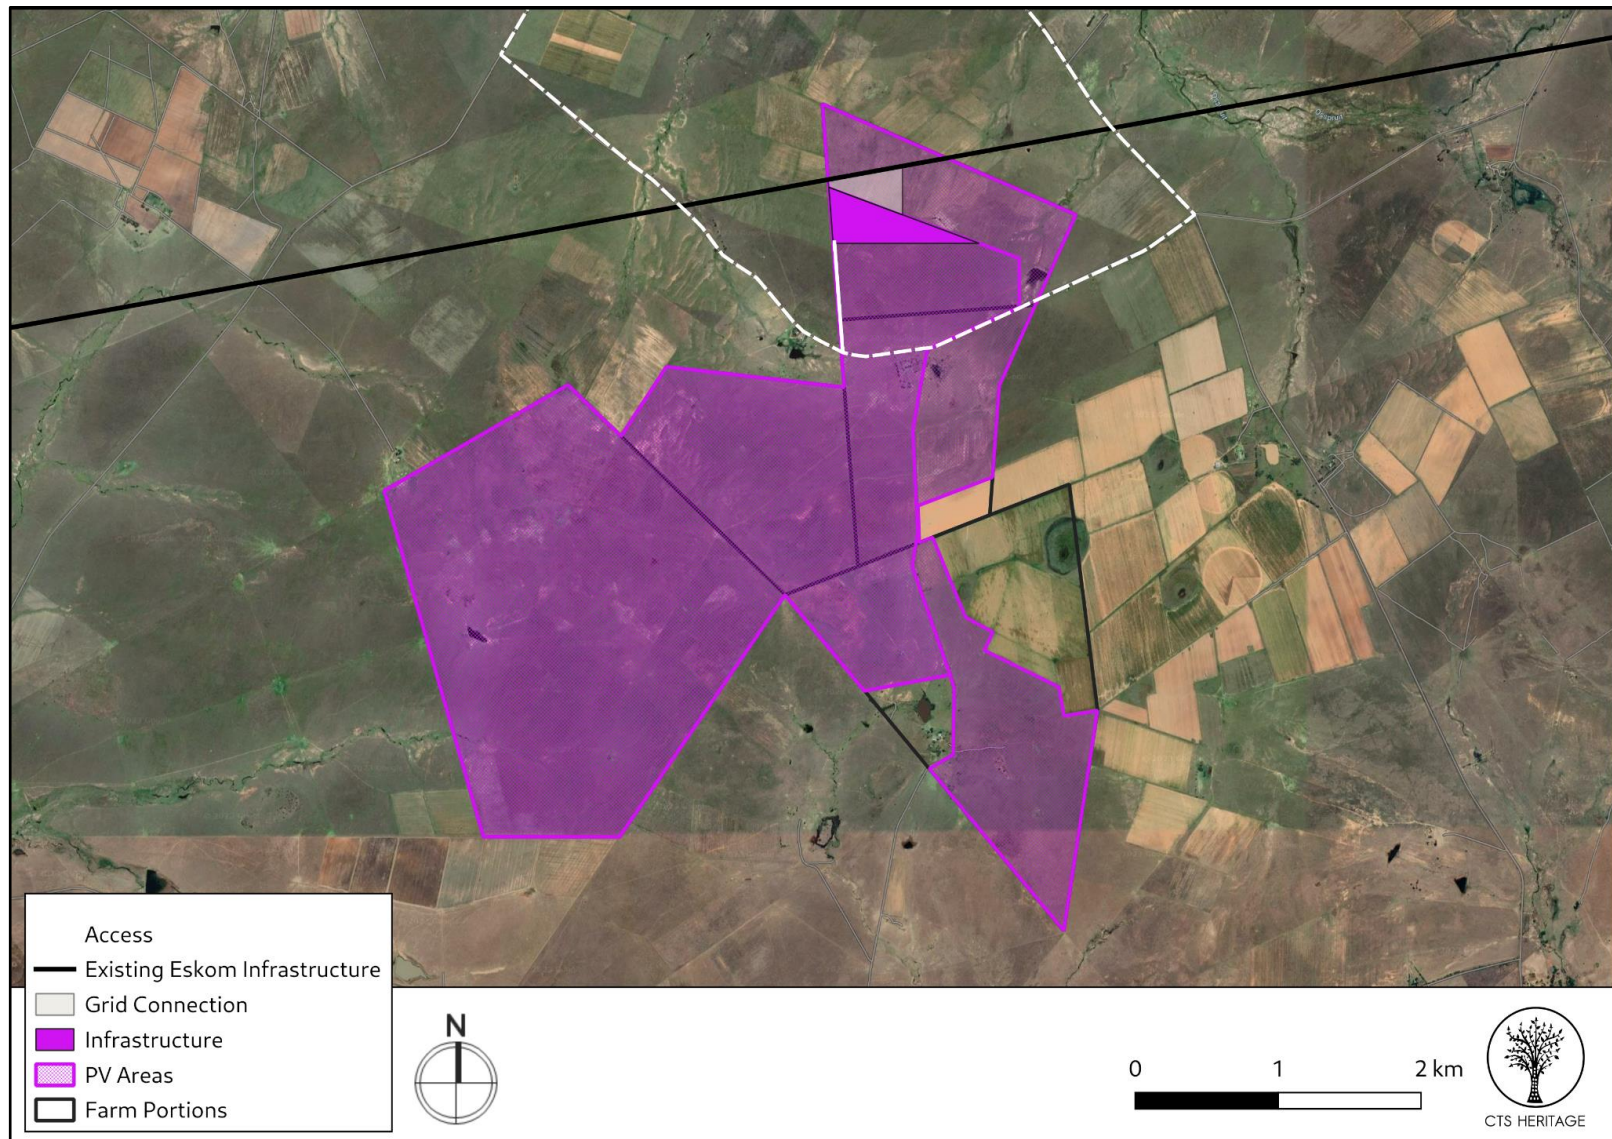 Access
Existing Eskom Infrastructure
Grid Connection
Infrastructure
PV Areas
Farm Portions
N
0 1 2 km
CTS HERITAGE